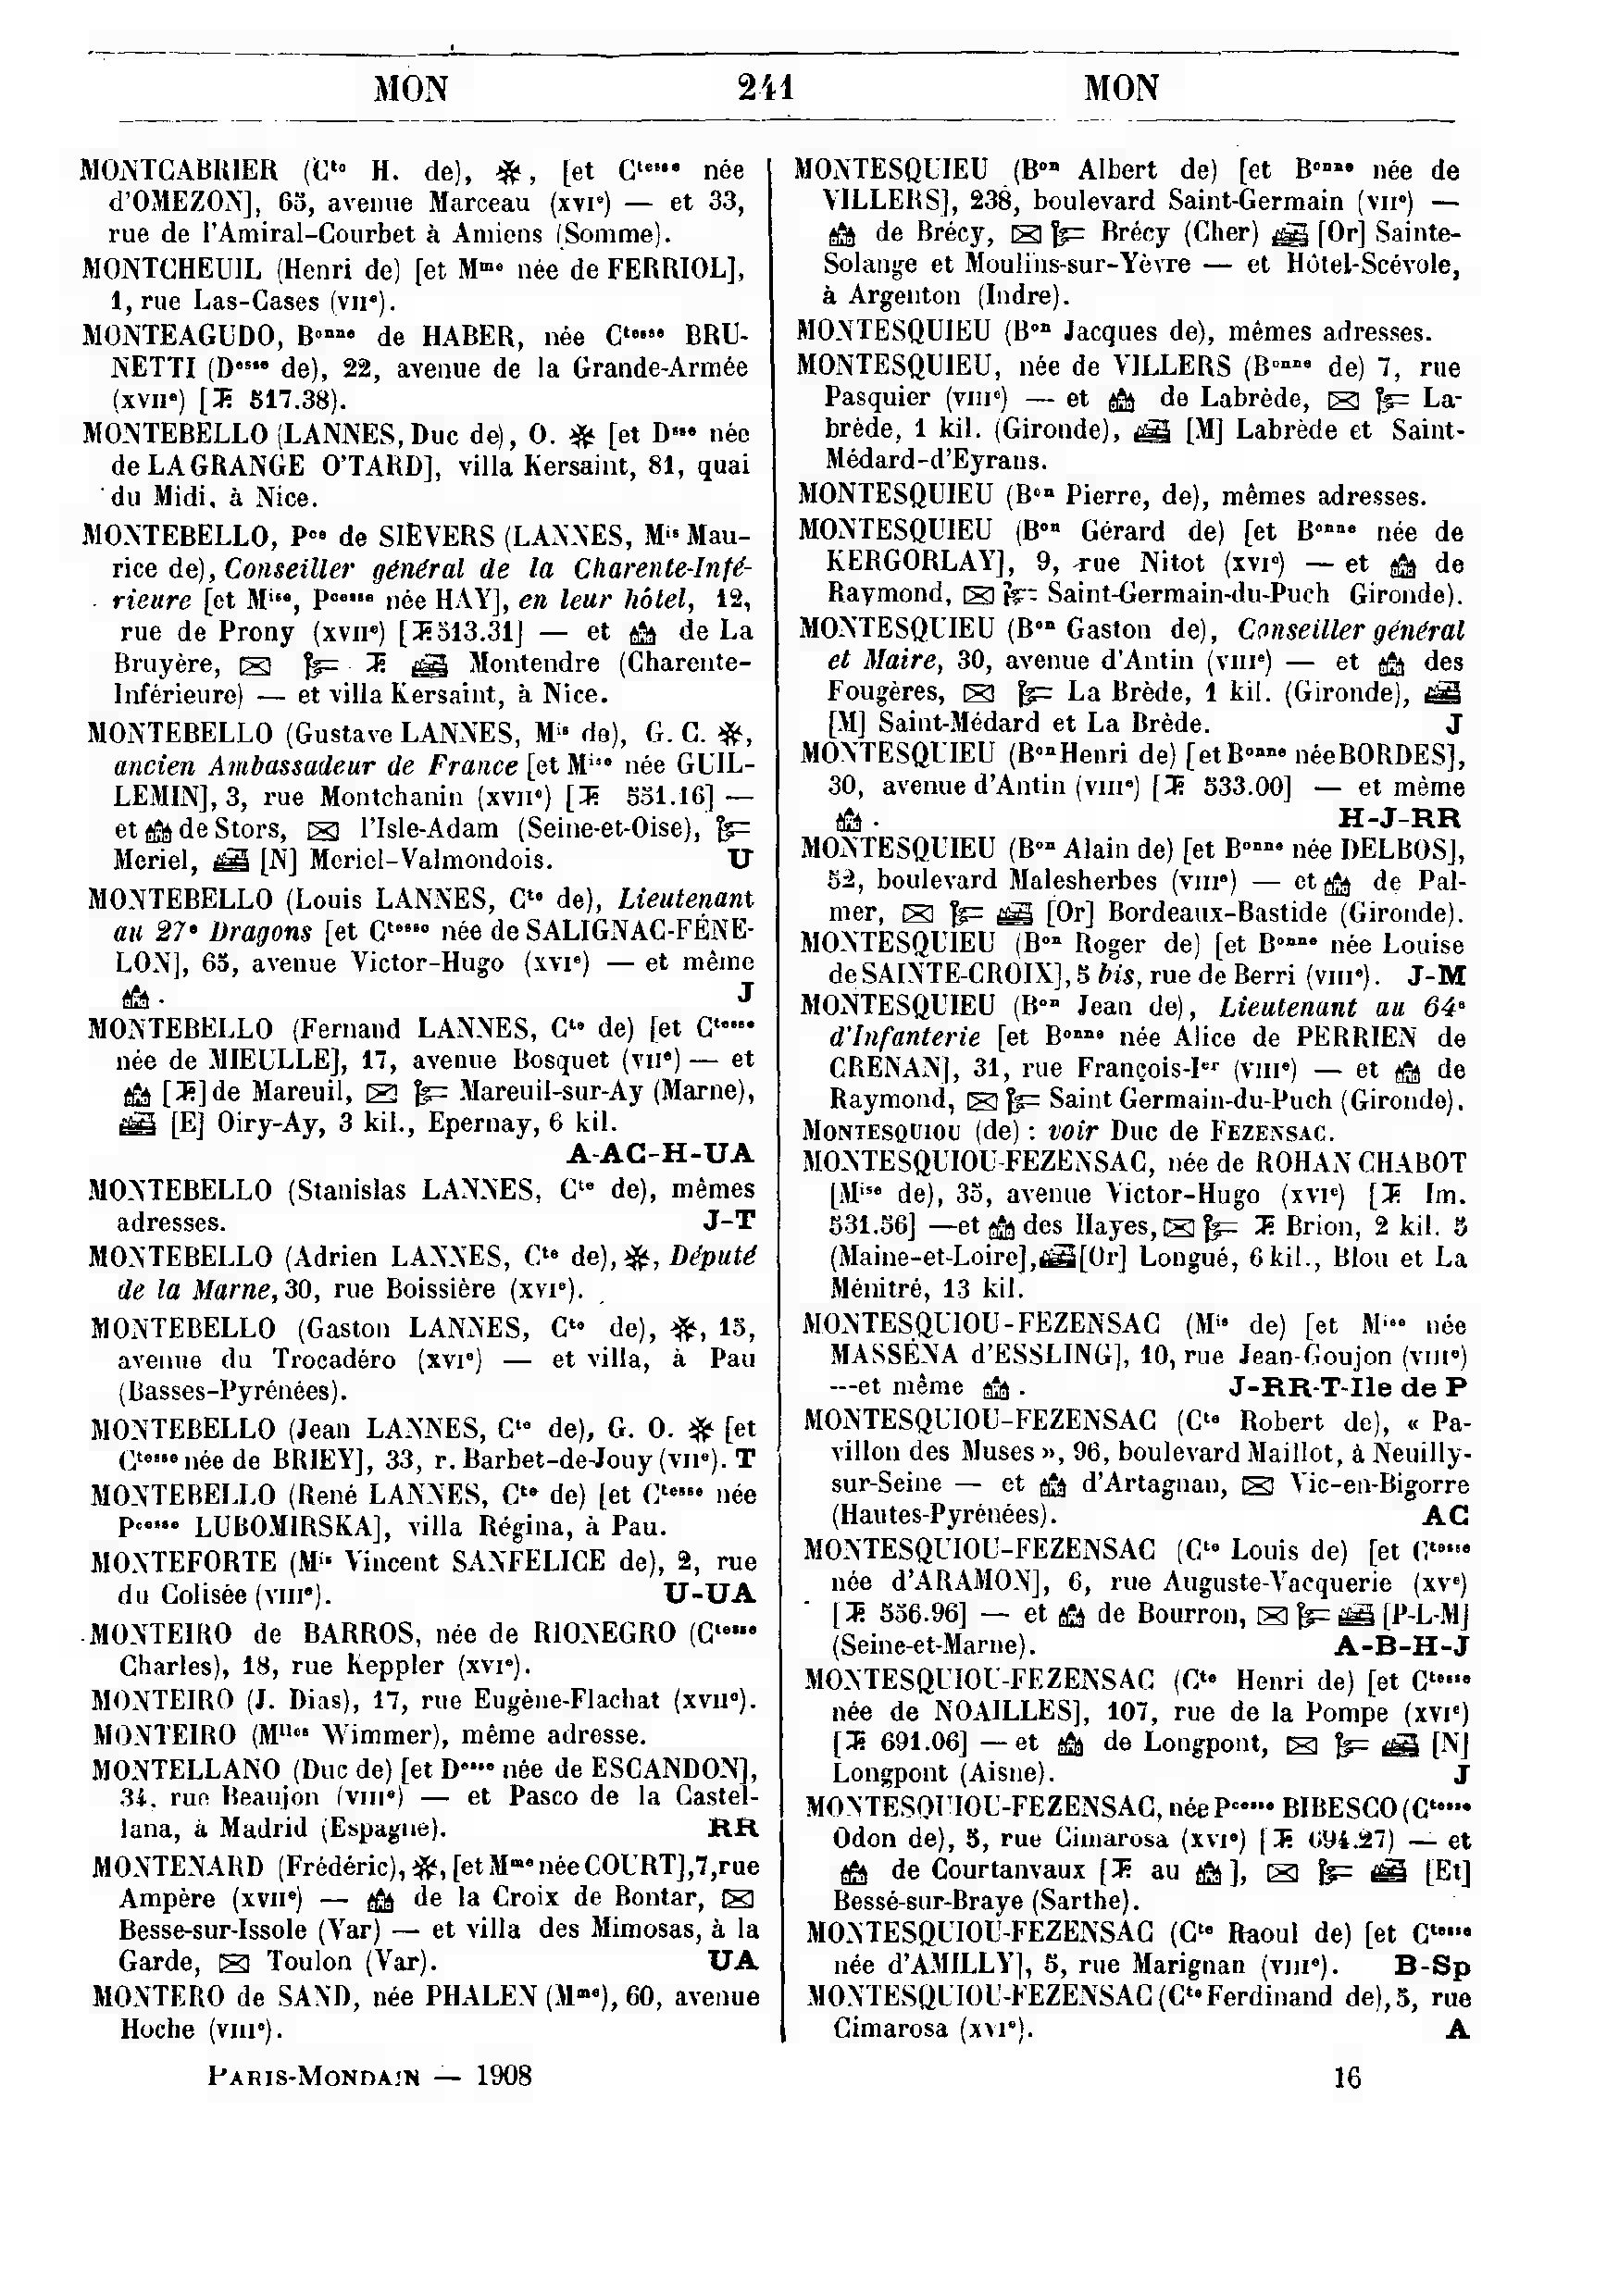 MON 241 MON
MONTCABRIER (Cte H. de), ✻, [et Ctesse née
d'OMEZON], 65, avenue Marceau (XVIe) — et 33,
rue de l'Amiral-Courbet à Amiens (Somme).
MONTCHEUIL (Henri de) [et Mme née de FERRIOL],
1, rue Las-Cases (VIIe).
MONTEAGUDO, Bonne de HABER, née Ctesse BRU-
NETTI (Desse de), 22, avenue de la Grande-Armée
(XVIIe) [T. 517.38).
MONTEBELLO (LANNES, Duc de), O. ✻ [et Dsse née
de LAGRANGE O'TARD], villa Kersaint, 81, quai
du Midi, à Nice.
MONTEBELLO, Pce de SIEVERS (LANNES, Mis Mau-
rice de), Conseiller général de la Charente-Infé-
rieure [et Mise, Pcesse née HAY], en leur hôtel, 12,
rue de Prony (XVIIe) [T. 513.31] — et de La
Bruyère, T. Montendre (Charente-
Inférieure) — et villa Kersaint, à Nice.
MONTEBELLO (Gustave LANNES, Mis de), G. C. ✻,
ancien Ambassadeur de France [et Mise née GUIL-
LEMIN], 3, rue Montchanin (XVIIe) [T. 551.16] —
et de Stors, l'Isle-Adam (Seine-et-Oise),
Meriel, [N] Meriel-Valmondois. U
MONTEBELLO (Louis LANNES, Cte de), Lieutenant
au 27e Dragons [et Ctesse née de SALIGNAC-FÉNE-
LON], 65, avenue Victor-Hugo (XVIe) — et même
. J
MONTEBELLO (Fernand LANNES, Cte de) [et Ctesse
née de MIEULLE], 17, avenue Bosquet (VIIe) — et
[T.] de Mareuil, Mareuil-sur-Ay (Marne),
[E] Oiry-Ay, 3 kil., Epernay, 6 kil.
A-AC-H-UA
MONTEBELLO (Stanislas LANNES, Cte de), mêmes
adresses. J-T
MONTEBELLO (Adrien LANNES, Cte de), ✻, Député
de la Marne, 30, rue Boissière (XVIe).
MONTEBELLO (Gaston LANNES, Cte de), ✻, 15,
avenue du Trocadéro (XVIe) — et villa, à Pau
(Basses-Pyrénées).
MONTEBELLO (Jean LANNES, Cte de), G. O. ✻ [et
Ctesse née de BRIEY], 33, r. Barbet-de-Jouy (VIIe). T
MONTEBELLO (René LANNES, Cte de) [et Ctesse née
Pcesse LUBOMIRSKA], villa Régina, à Pau.
MONTEFORTE (Mis Vincent SANFELICE de), 2, rue
du Colisée (VIIIe). U-UA
MONTEIRO de BARROS, née de RIONEGRO (Ctesse
Charles), 18, rue Keppler (XVIe).
MONTEIRO (J. Dias), 17, rue Eugène-Flachat (XVIIe).
MONTEIRO (Mlles Wimmer), même adresse.
MONTELLANO (Duc de) [et Desse née de ESCANDON],
34, rue Beaujon (VIIIe) — et Pasco de la Castel-
lana, à Madrid (Espagne). RR
MONTENARD (Frédéric), ✻, [et Mme née COURT], 7, rue
Ampère (XVIIe) — de la Croix de Bontar,
Besse-sur-Issole (Var) — et villa des Mimosas, à la
Garde, Toulon (Var). UA
MONTERO de SAND, née PHALEN (Mme), 60, avenue
Hoche (VIIIe).
PARIS-MONDAIN — 1908
MONTESQUIEU (Bon Albert de) [et Bonne née de
VILLERS], 238, boulevard Saint-Germain (VIIe) —
de Brécy, Brécy (Cher) [Or] Sainte-
Solange et Moulins-sur-Yèvre — et Hôtel-Scévole,
à Argenton (Indre).
MONTESQUIEU (Bon Jacques de), mêmes adresses.
MONTESQUIEU, née de VILLERS (Bonne de) 7, rue
Pasquier (VIIIe) — et de Labrède, La-
brède, 1 kil. (Gironde), [M] Labrède et Saint-
Médard-d'Eyrans.
MONTESQUIEU (Bon Pierre, de), mêmes adresses.
MONTESQUIEU (Bon Gérard de) [et Bonne née de
KERGORLAY], 9, rue Nitot (XVIe) — et de
Raymond, Saint-Germain-du-Puch Gironde).
MONTESQUIEU (Bon Gaston de), Conseiller général
et Maire, 30, avenue d'Antin (VIIIe) — et des
Fougères, La Brède, 1 kil. (Gironde),
[M] Saint-Médard et La Brède. J
MONTESQUIEU (Bon Henri de) [et Bonne née BORDES],
30, avenue d'Antin (VIIIe) [T. 533.00] — et même
. H-J-RR
MONTESQUIEU (Bon Alain de) [et Bonne née DELBOS],
52, boulevard Malesherbes (VIIIe) — et de Pal-
mer, [Or] Bordeaux-Bastide (Gironde).
MONTESQUIEU (Bon Roger de) [et Bonne née Louise
de SAINTE-CROIX], 5 bis, rue de Berri (VIIIe). J-M
MONTESQUIEU (Bon Jean de), Lieutenant au 64e
d'Infanterie [et Bonne née Alice de PERRIEN de
CRENAN], 31, rue François-Ier (VIIIe) — et de
Raymond, Saint Germain-du-Puch (Gironde).
MONTESQUIOU (de) : voir Duc de FEZENSAC.
MONTESQUIOU-FEZENSAC, née de ROHAN CHABOT
[Mise de), 35, avenue Victor-Hugo (XVIe) [T. Im.
531.56] — et des Hayes, T. Brion, 2 kil. 5
(Maine-et-Loire], [Or] Longué, 6 kil., Blou et La
Ménitré, 13 kil.
MONTESQUIOU-FEZENSAC (Mis de) [et Mise née
MASSÉNA d'ESSLING], 10, rue Jean-Goujon (VIIIe)
— et même . J-RR-T-Ile de P
MONTESQUIOU-FEZENSAC (Cte Robert de), « Pa-
villon des Muses », 96, boulevard Maillot, à Neuilly-
sur-Seine — et d'Artagnan, Vic-en-Bigorre
(Hautes-Pyrénées). AC
MONTESQUIOU-FEZENSAC (Cte Louis de) [et Ctesse
née d'ARAMON], 6, rue Auguste-Vacquerie (XVe)
[T. 556.96] — et de Bourron, [P-L-M]
(Seine-et-Marne). A-B-H-J
MONTESQUIOU-FEZENSAC (Cte Henri de) [et Ctesse
née de NOAILLES], 107, rue de la Pompe (XVIe)
[T. 691.06] — et de Longpont, [N]
Longpont (Aisne). J
MONTESQUIOU-FEZENSAC, née Pcesse BIBESCO (Ctesse
Odon de), 5, rue Cimarosa (XVIe) [T. 694.27) — et
de Courtanvaux [T. au ], [Et]
Bessé-sur-Braye (Sarthe).
MONTESQUIOU-FEZENSAC (Cte Raoul de) [et Ctesse
née d'AMILLY], 5, rue Marignan (VIIIe). B-Sp
MONTESQUIOU-FEZENSAC (Cte Ferdinand de), 5, rue
Cimarosa (XVIe). A
16